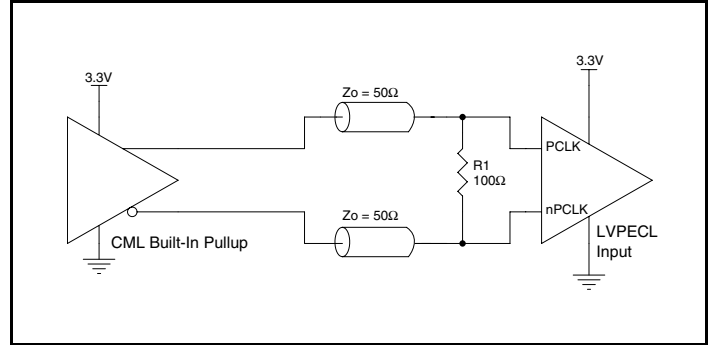 3.3V
3.3V
Zo = 50Ω
PCLK
R1
100Ω
Zo = 50Ω
nPCLK
CML Built-In Pullup
LVPECL
Input